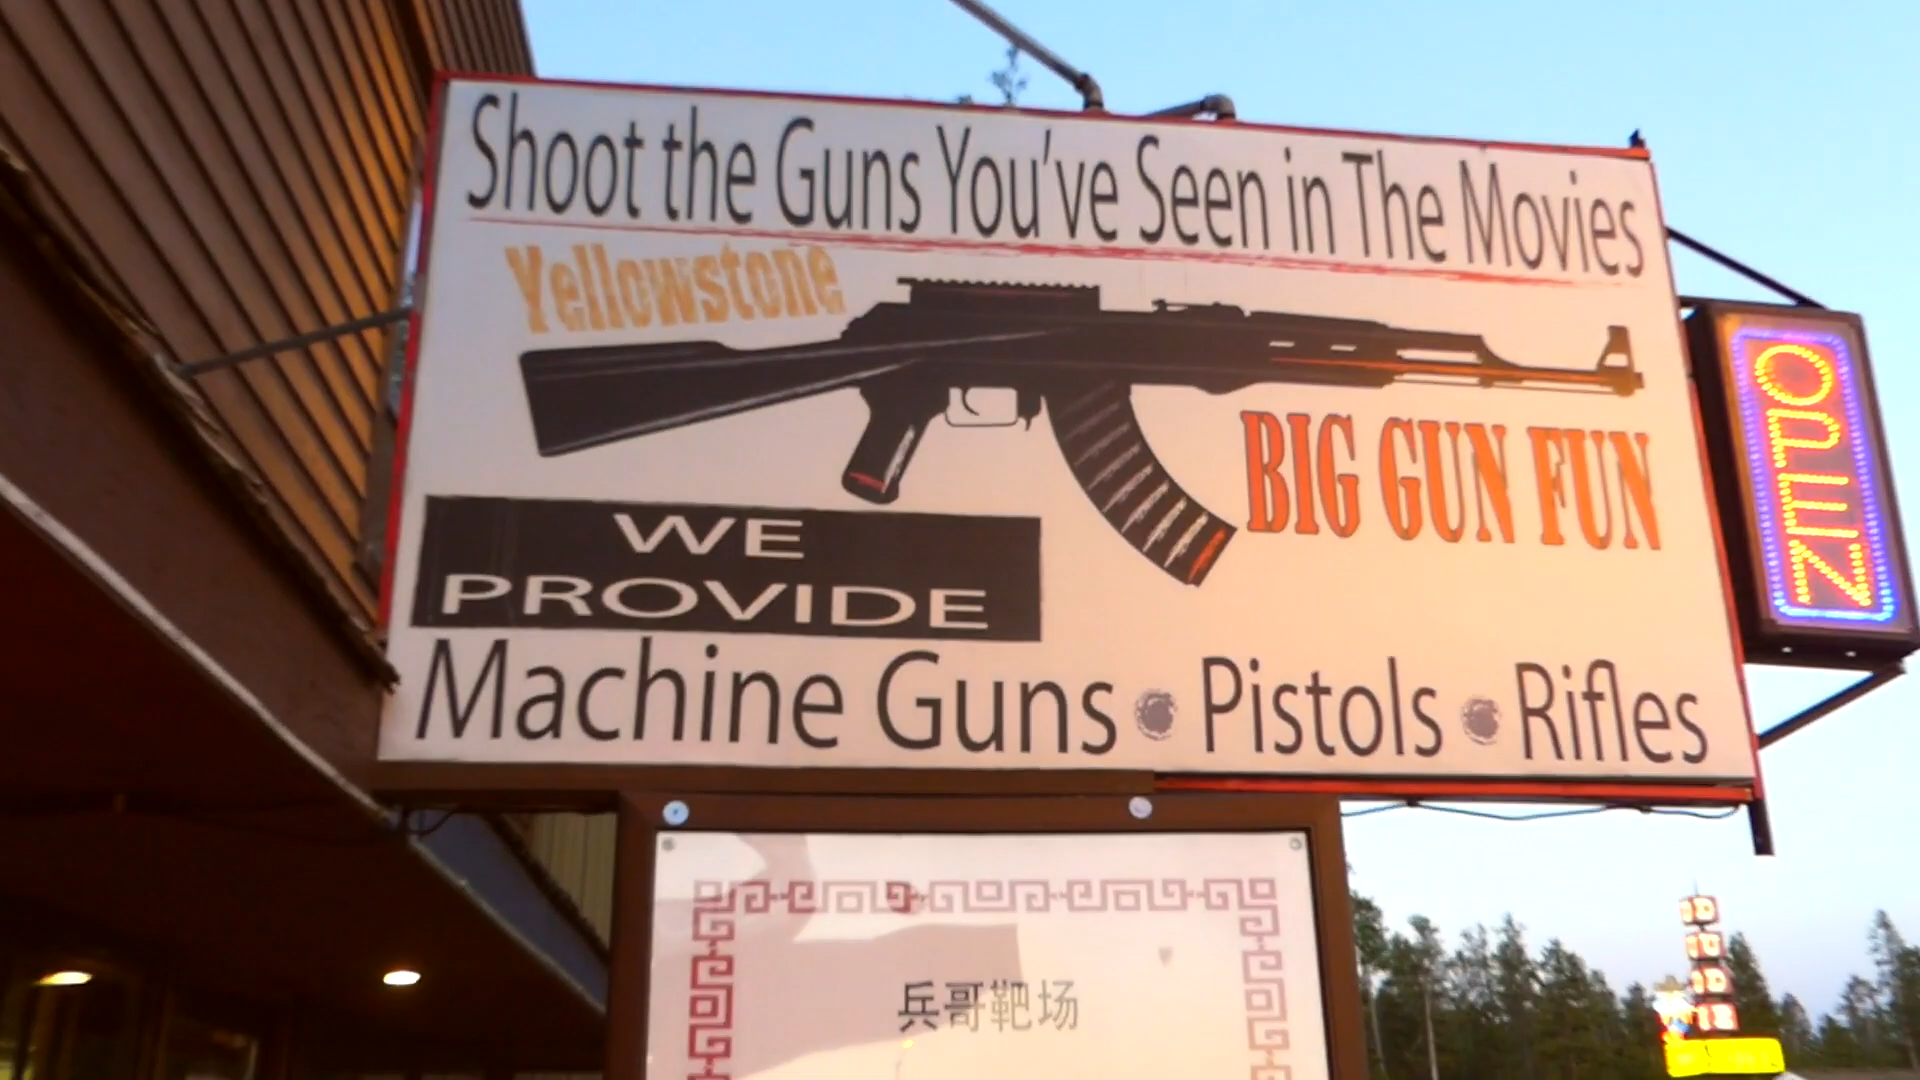 Shoot the Guns You've Seen in The Movies
Yellowstone
BIG GUN FUN
WE
PROVIDE
Machine Guns • Pistols • Rifles
OPEN
兵哥靶场
DUDE